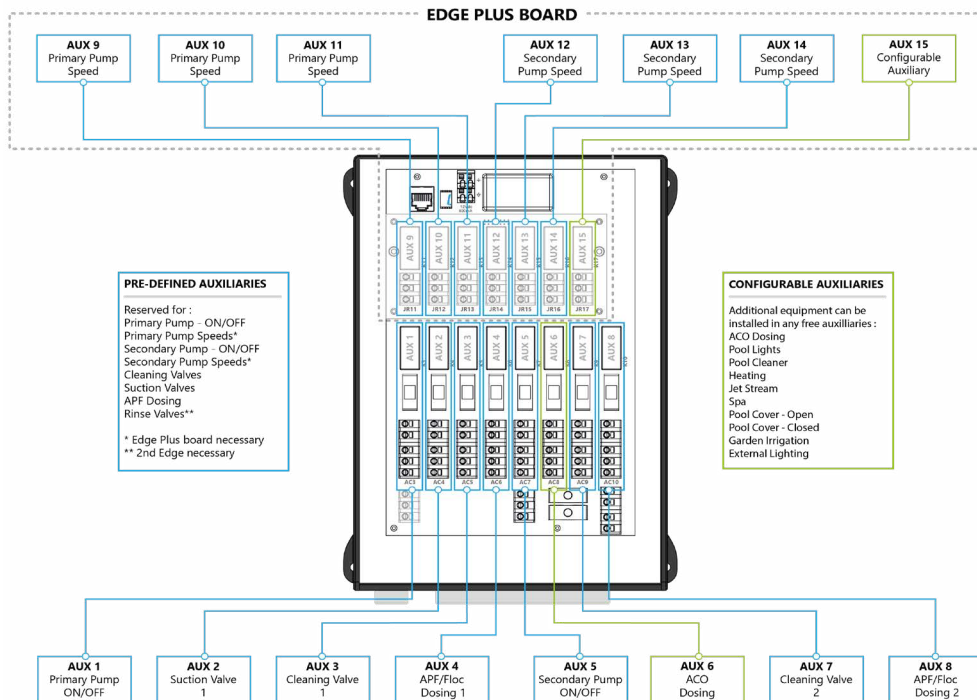 EDGE PLUS BOARD
AUX 9
Primary Pump
Speed
AUX 10
Primary Pump
Speed
AUX 11
Primary Pump
Speed
AUX 12
Secondary
Pump Speed
AUX 13
Secondary
Pump Speed
AUX 14
Secondary
Pump Speed
AUX 15
Configurable
Auxiliary
AUX 9
AUX 10
AUX 11
AUX 12
AUX 13
AUX 14
AUX 15
JR11
JR12
JR13
JR14
JR15
JR16
JR17
PRE-DEFINED AUXILIARIES
Reserved for :
Primary Pump - ON/OFF
Primary Pump Speeds*
Secondary Pump - ON/OFF
Secondary Pump Speeds*
Cleaning Valves
Suction Valves
APF Dosing
Rinse Valves**
* Edge Plus board necessary
** 2nd Edge necessary
CONFIGURABLE AUXILIARIES
Additional equipment can be
installed in any free auxilliaries :
ACO Dosing
Pool Lights
Pool Cleaner
Heating
Jet Stream
Spa
Pool Cover - Open
Pool Cover - Closed
Garden Irrigation
External Lighting
AUX 1
AUX 2
AUX 3
AUX 4
AUX 5
AUX 6
AUX 7
AUX 8
AC3
AC4
AC5
AC6
AC7
AC8
AC9
AC10
AUX 1
Primary Pump
ON/OFF
AUX 2
Suction Valve
1
AUX 3
Cleaning Valve
1
AUX 4
APF/Floc
Dosing 1
AUX 5
Secondary Pump
ON/OFF
AUX 6
ACO
Dosing
AUX 7
Cleaning Valve
2
AUX 8
APF/Floc
Dosing 2